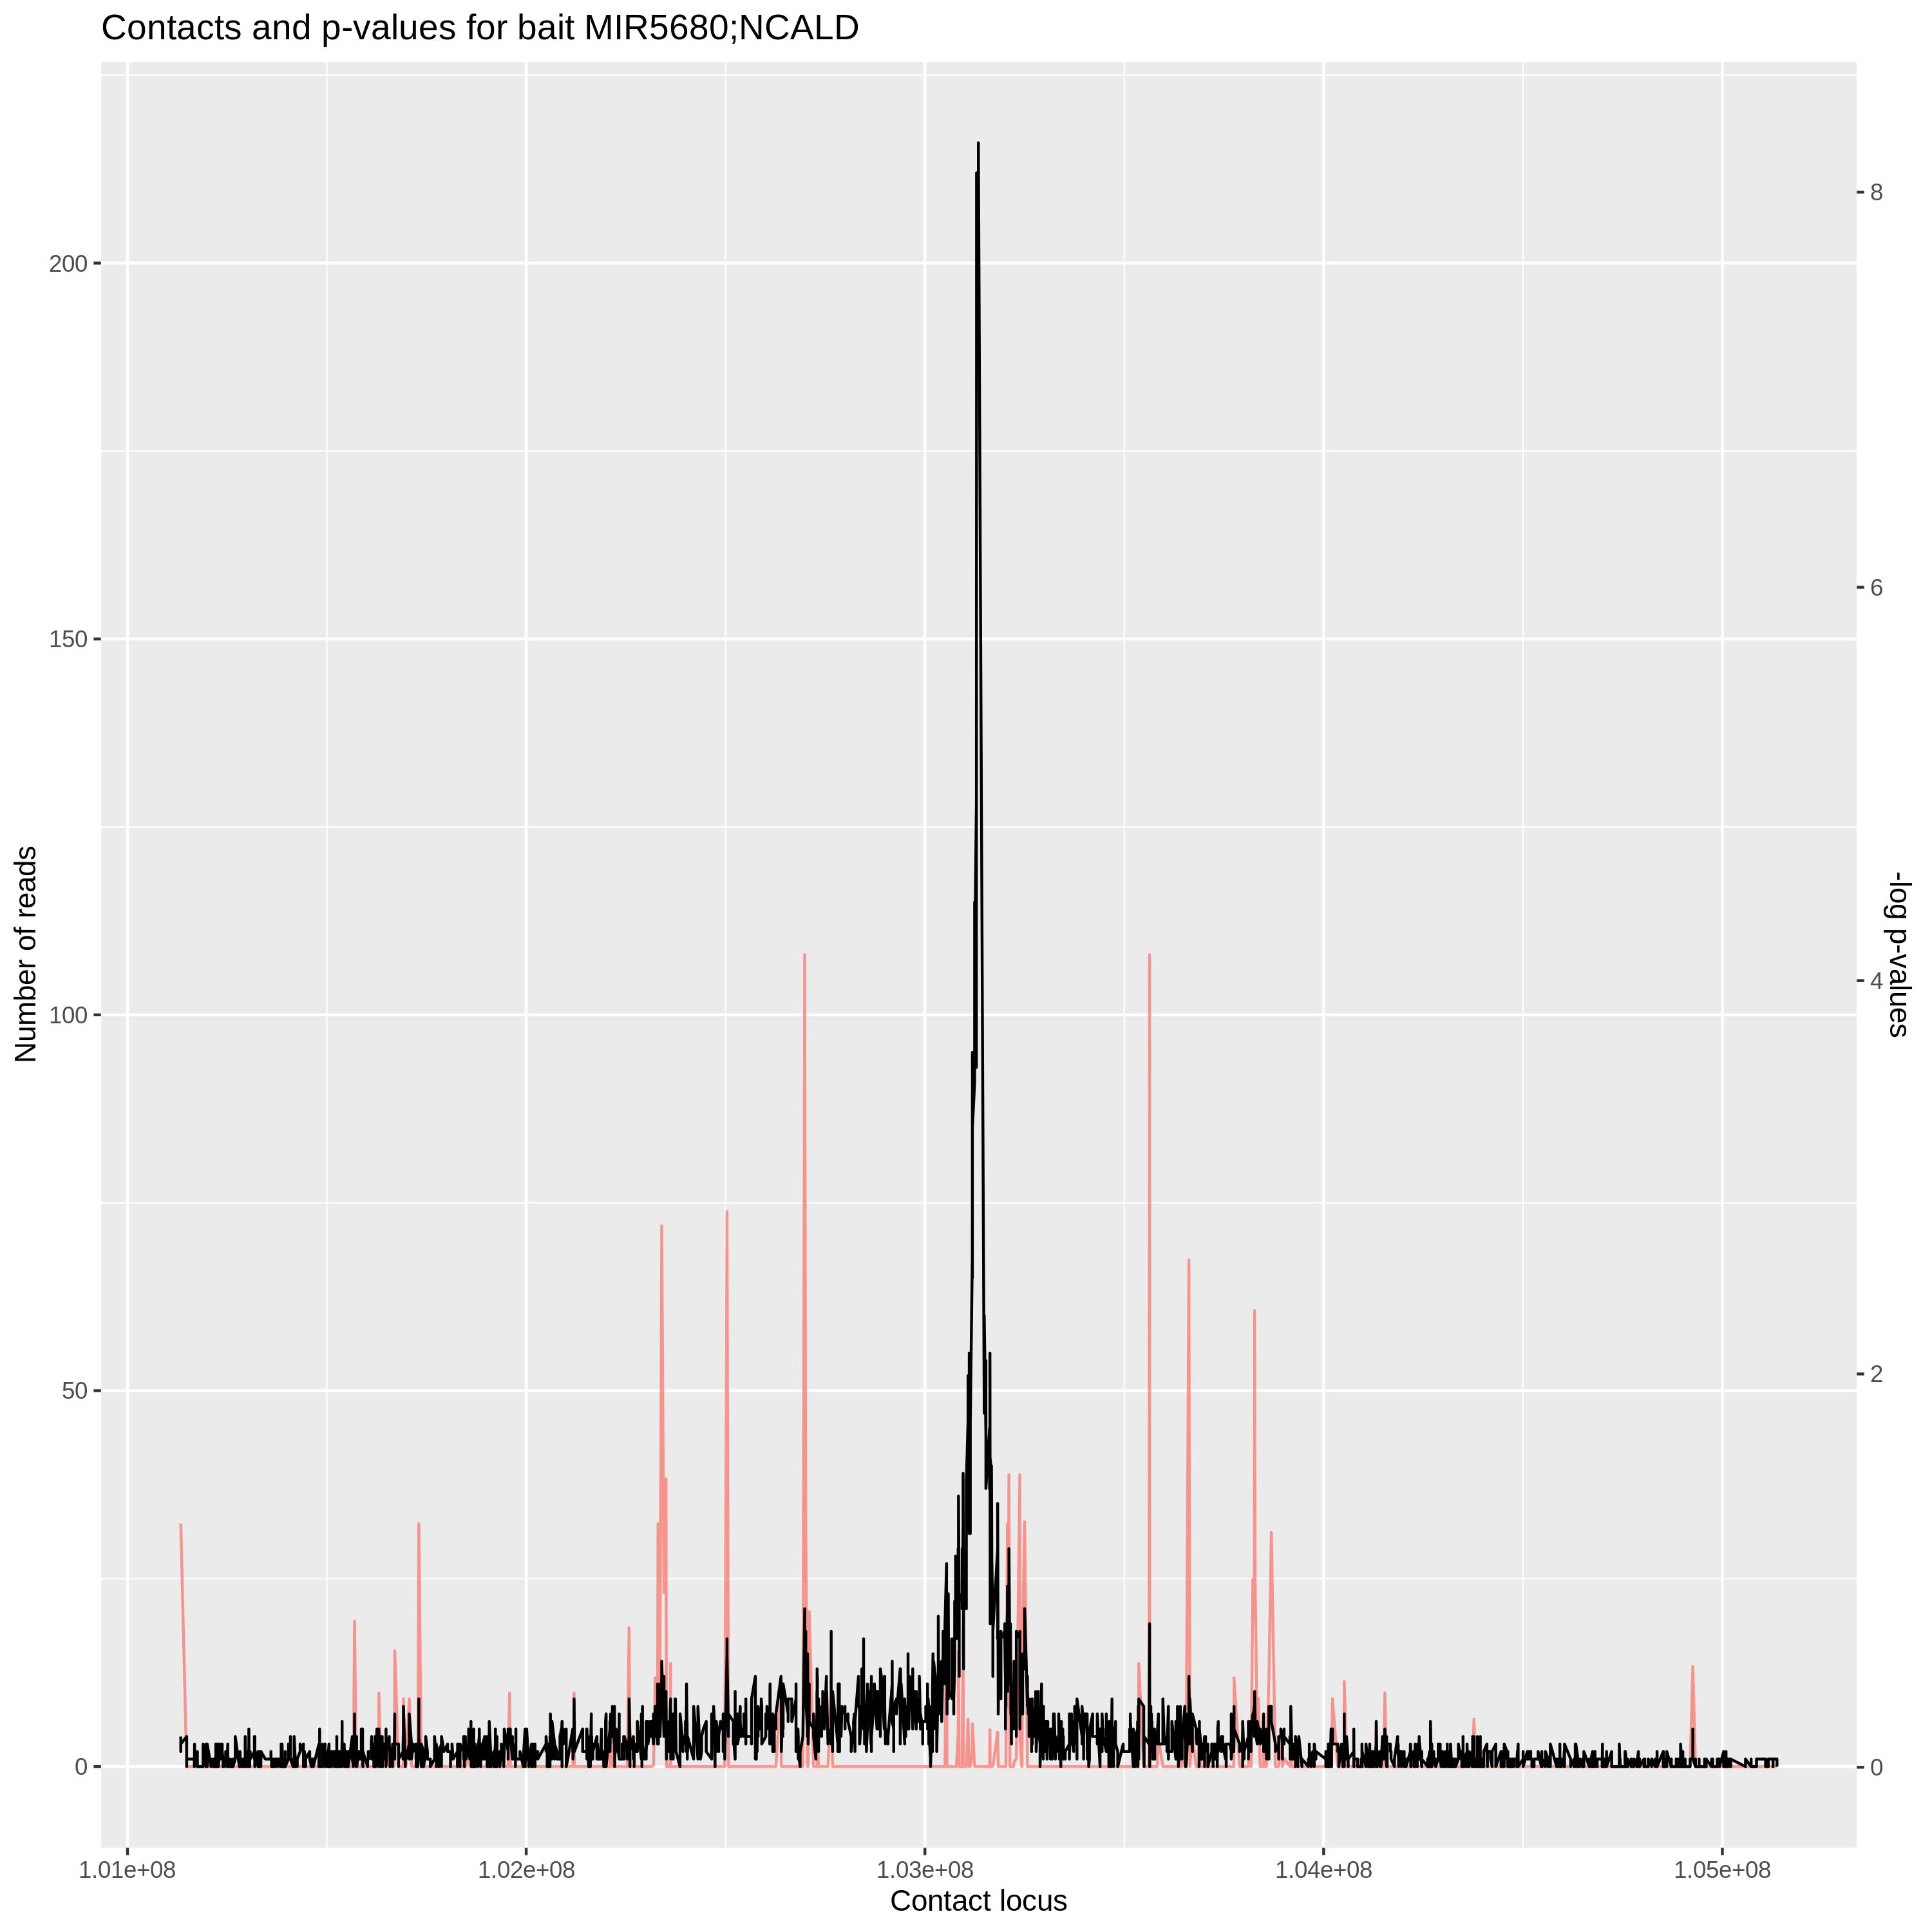 Contacts and p-values for bait MIR5680;NCALD
Number of reads
200
150
100
50
0
8
6
4
2
0
-log p-values
1.01e+08 1.02e+08 1.03e+08 1.04e+08 1.05e+08
Contact locus